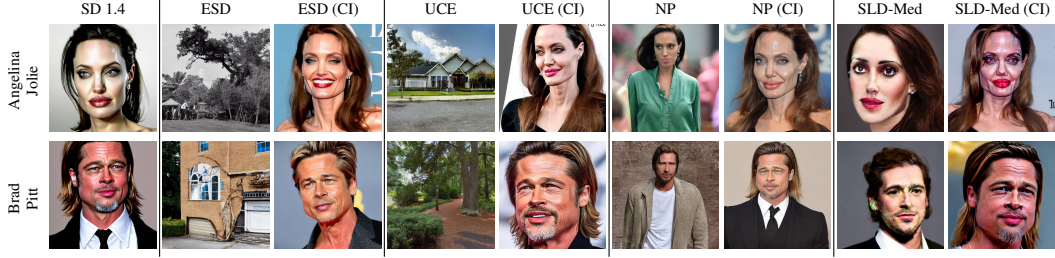 SD 1.4 ESD ESD (CI) UCE UCE (CI) NP NP (CI) SLD-Med SLD-Med (CI)
Angelina
Jolie
Brad
Pitt